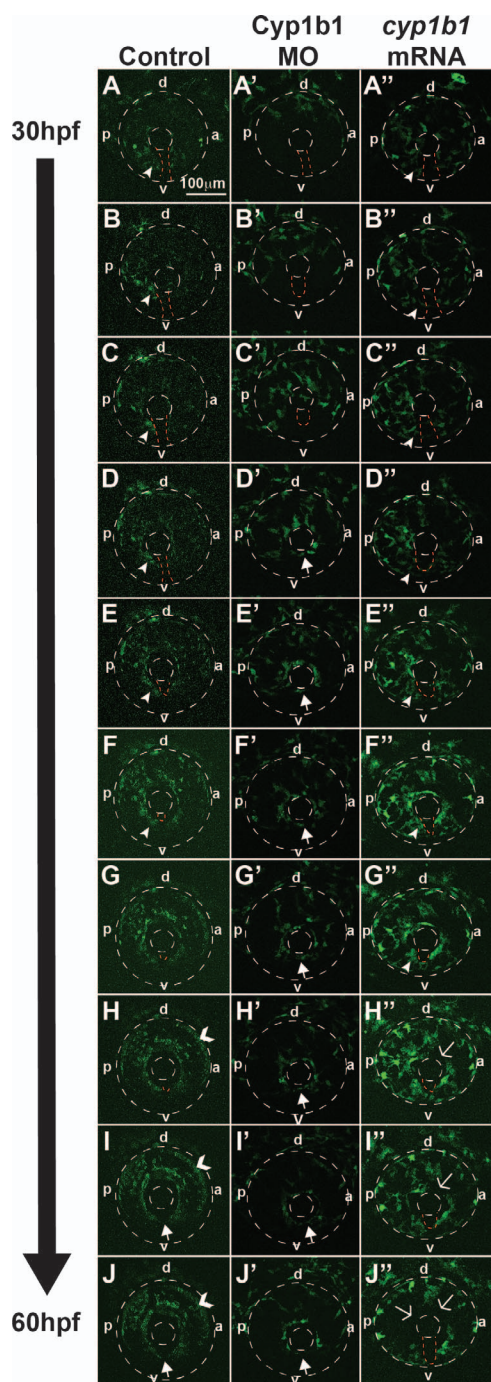 Control Cyp1b1 MO cyp1b1 mRNA
30hpf
A d p a v 100μm
A' d p a v
A'' d p a v
B d p a v
B' d p a v
B'' d p a v
C d p a v
C' d p a v
C'' d p a v
D d p a v
D' d p a v
D'' d p a v
E d p a v
E' d p a v
E'' d p a v
F d p a v
F' d p a v
F'' d p a v
G d p a v
G' d p a v
G'' d p a v
H d p a v
H' d p a v
H'' d p a v
I d p a v
I' d p a v
I'' d p a v
60hpf
J d p a v
J' d p a v
J'' d p a v